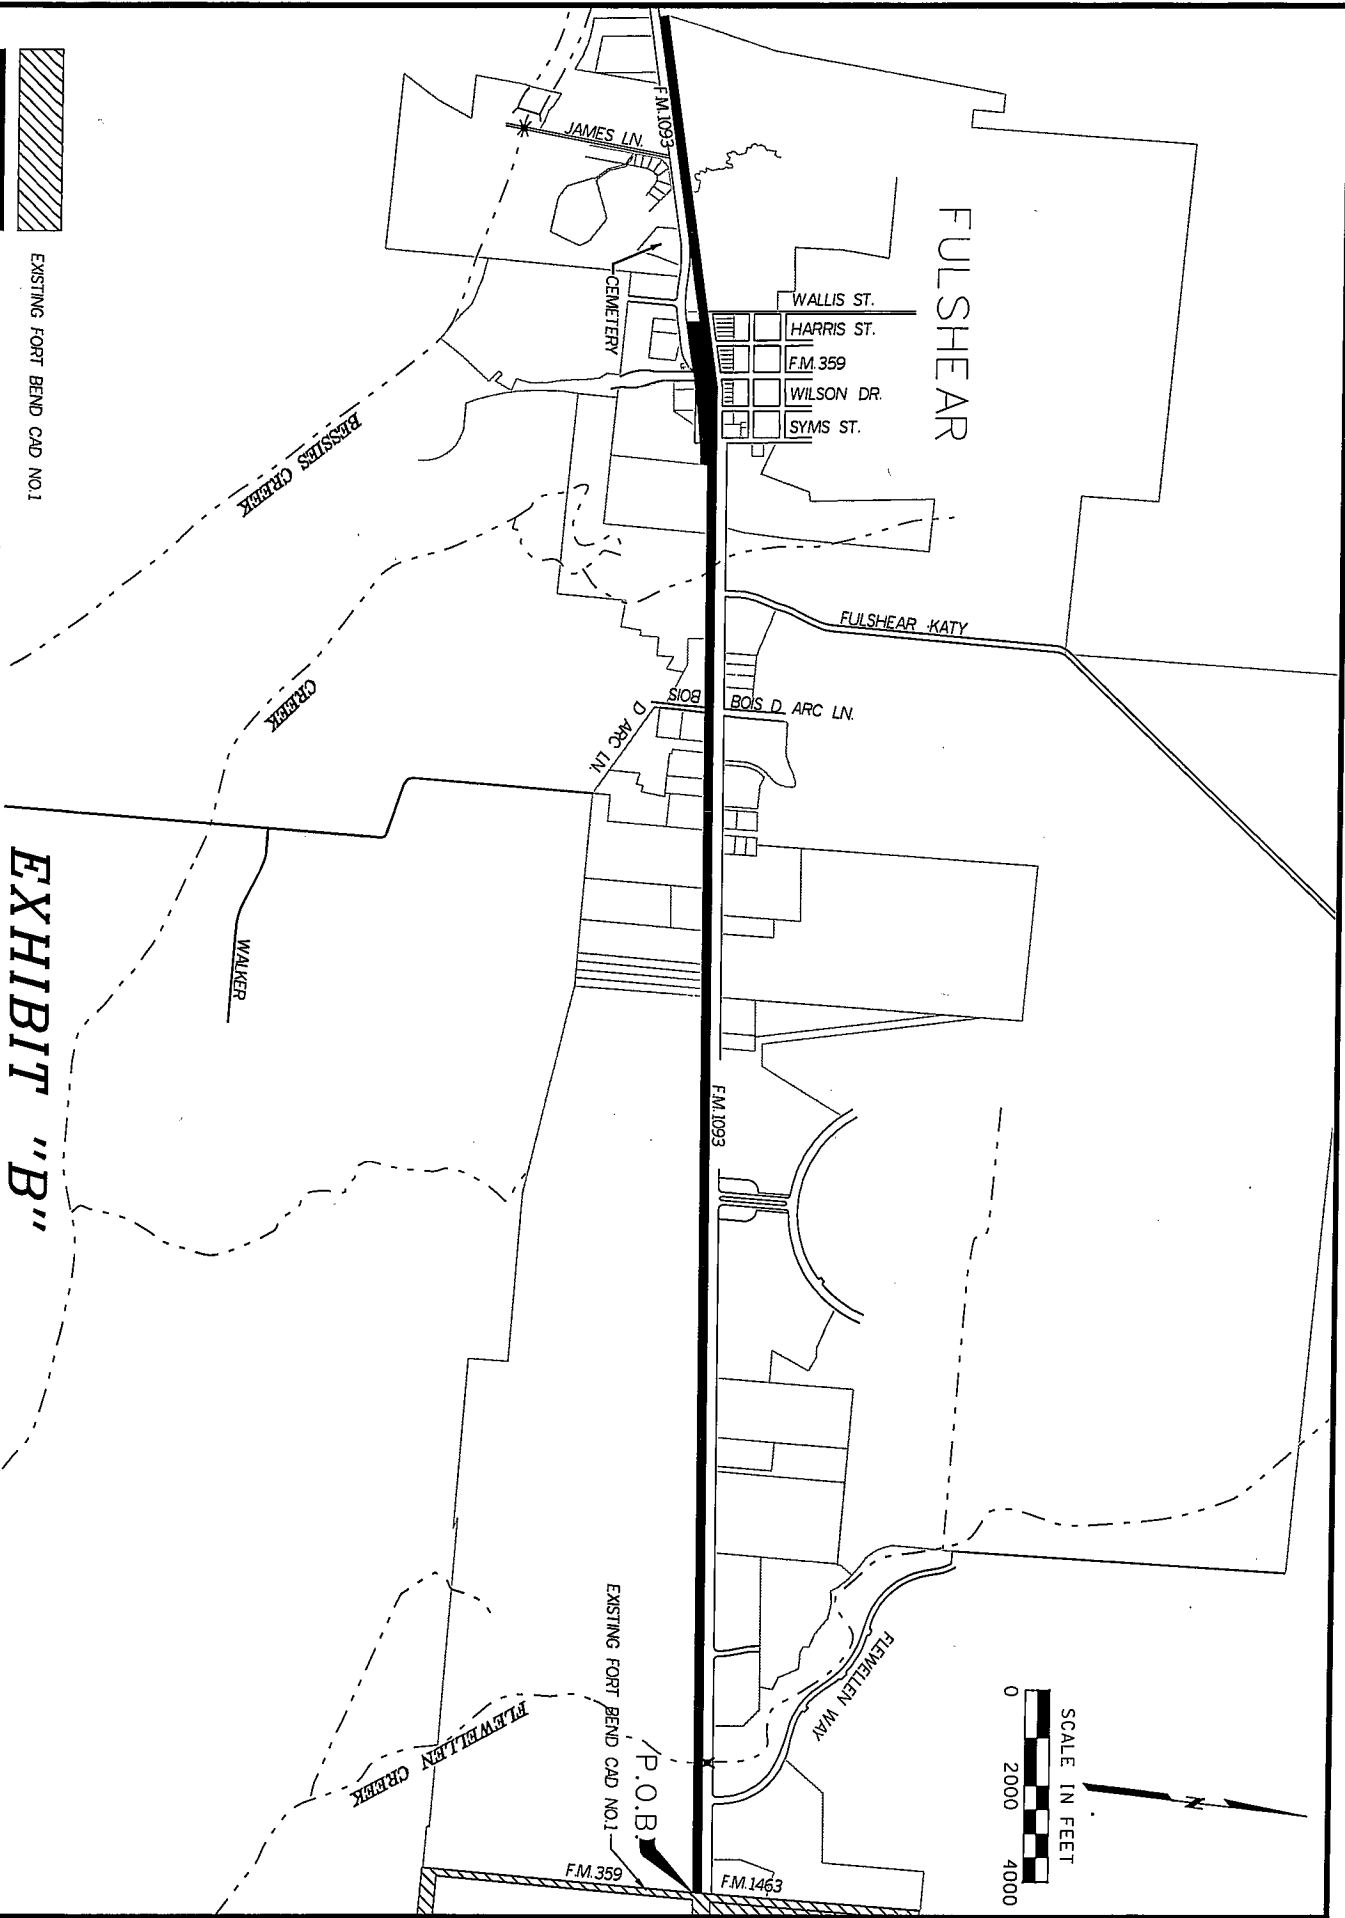 FULSHEAR
F.M.1093
JAMES LN.
CEMETERY
WALLIS ST.
HARRIS ST.
F.M.359
WILSON DR.
SYMS ST.
BESSIES CREEK
CREEK
FULSHEAR KATY
BOIS D ARC LN.
BOIS
D ARC LN.
WALKER
F.M.1093
FLEWELLEN WAY
FLEWELLEN CREEK
EXISTING FORT BEND CAD NO.1
P.O.B.
F.M.359
F.M.1463
N
SCALE IN FEET
0 2000 4000
EXISTING FORT BEND CAD NO.1
EXHIBIT "B"